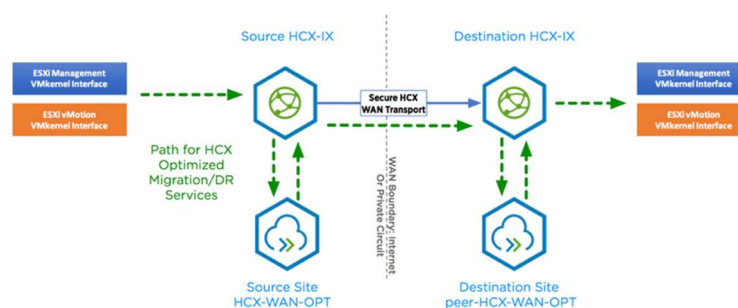 Source HCX-IX
Destination HCX-IX
ESXi Management
VMkernel Interface
ESXi vMotion
VMkernel Interface
Secure HCX
WAN Transport
ESXi Management
VMkernel Interface
ESXi vMotion
VMkernel Interface
Path for HCX
Optimized
Migration/DR
Services
WAN Boundary: Internet
Or Private Circuit
Source Site
HCX-WAN-OPT
Destination Site
peer-HCX-WAN-OPT